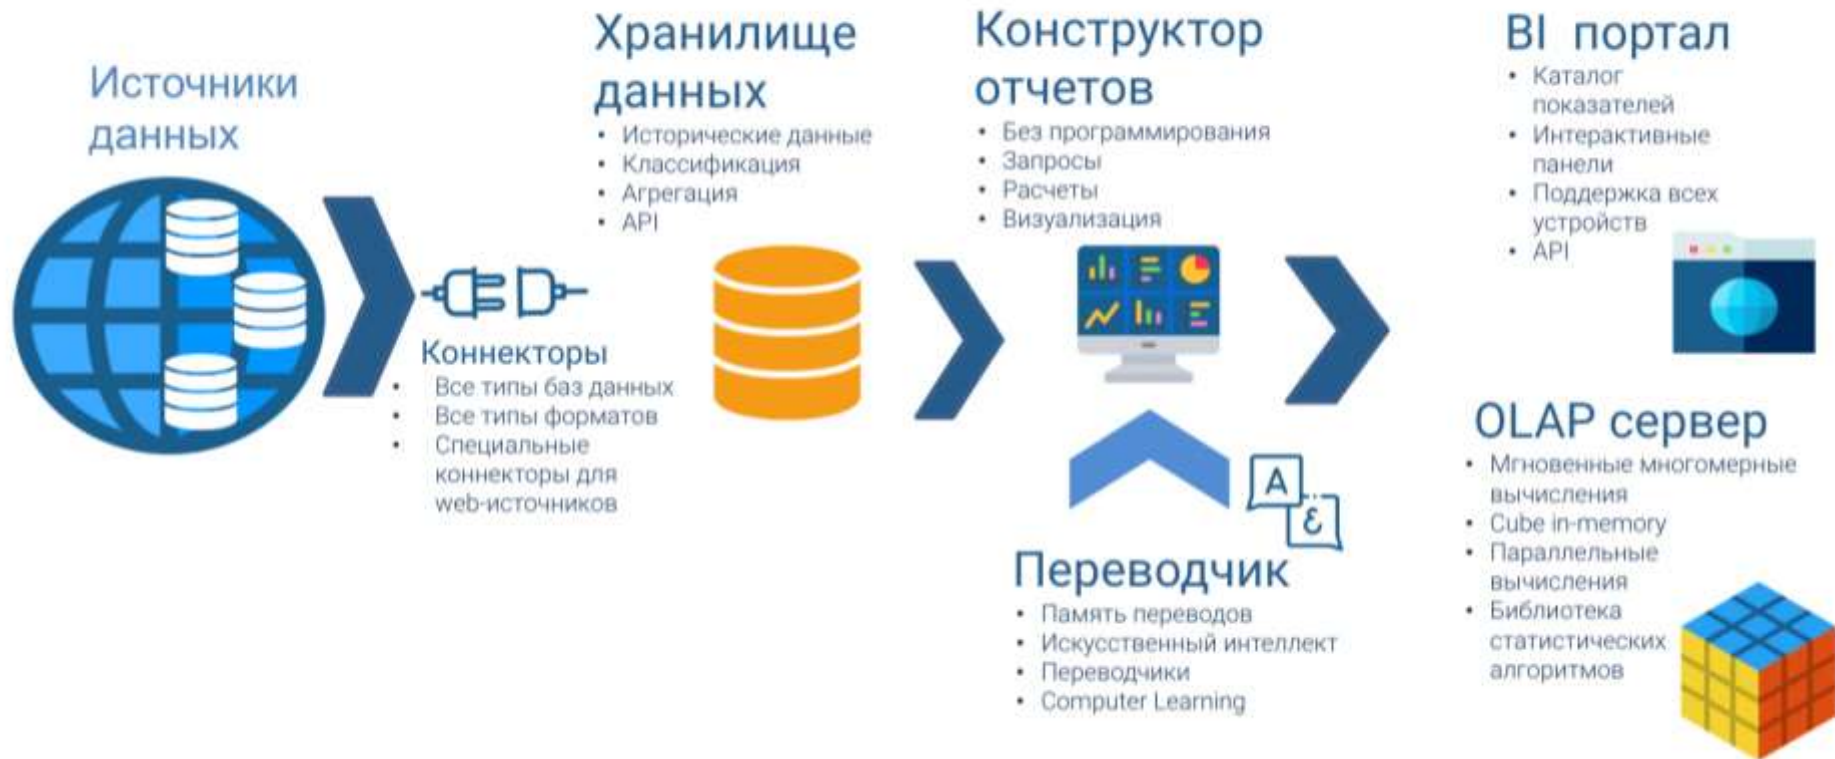 Источники
данных
Хранилище
данных
• Исторические данные
• Классификация
• Агрегация
• API
Коннекторы
• Все типы баз данных
• Все типы форматов
• Специальные
коннекторы для
web-источников
Конструктор
отчетов
• Без программирования
• Запросы
• Расчеты
• Визуализация
A
ع
Переводчик
• Память переводов
• Искусственный интеллект
• Переводчики
• Computer Learning
BI портал
• Каталог
показателей
• Интерактивные
панели
• Поддержка всех
устройств
• API
OLAP сервер
• Мгновенные многомерные
вычисления
• Cube in-memory
• Параллельные
вычисления
• Библиотека
статистических
алгоритмов